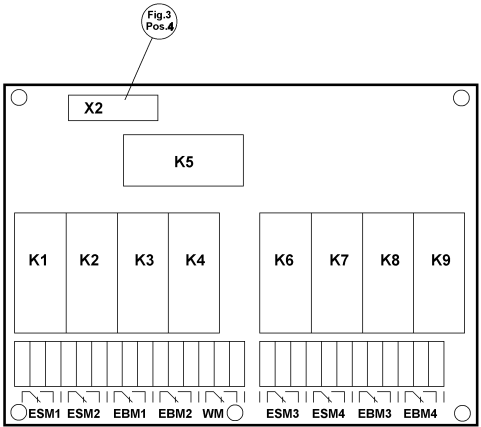 Fig.3
Pos.4
X2
K5
K1 K2 K3 K4 K6 K7 K8 K9
ESM1 ESM2 EBM1 EBM2 WM ESM3 ESM4 EBM3 EBM4